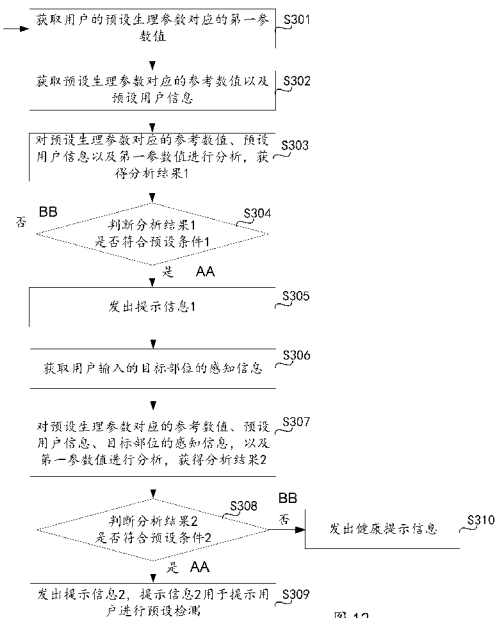 获取用户的预设生理参数对应的第一参
数值
S301
获取预设生理参数对应的参考数值以及
预设用户信息
S302
对预设生理参数对应的参考数值、预设
用户信息以及第一参数值进行分析，获
得分析结果1
S303
否 BB
判断分析结果1
是否符合预设条件1
S304
是 AA
发出提示信息1
S305
获取用户输入的目标部位的感知信息
S306
对预设生理参数对应的参考数值、预设
用户信息、目标部位的感知信息，以及
第一参数值进行分析，获得分析结果2
S307
判断分析结果2
是否符合预设条件2
S308
BB
否
发出健康提示信息
S310
是 AA
发出提示信息2，提示信息2用于提示用
户进行预设检测
S309
图 12